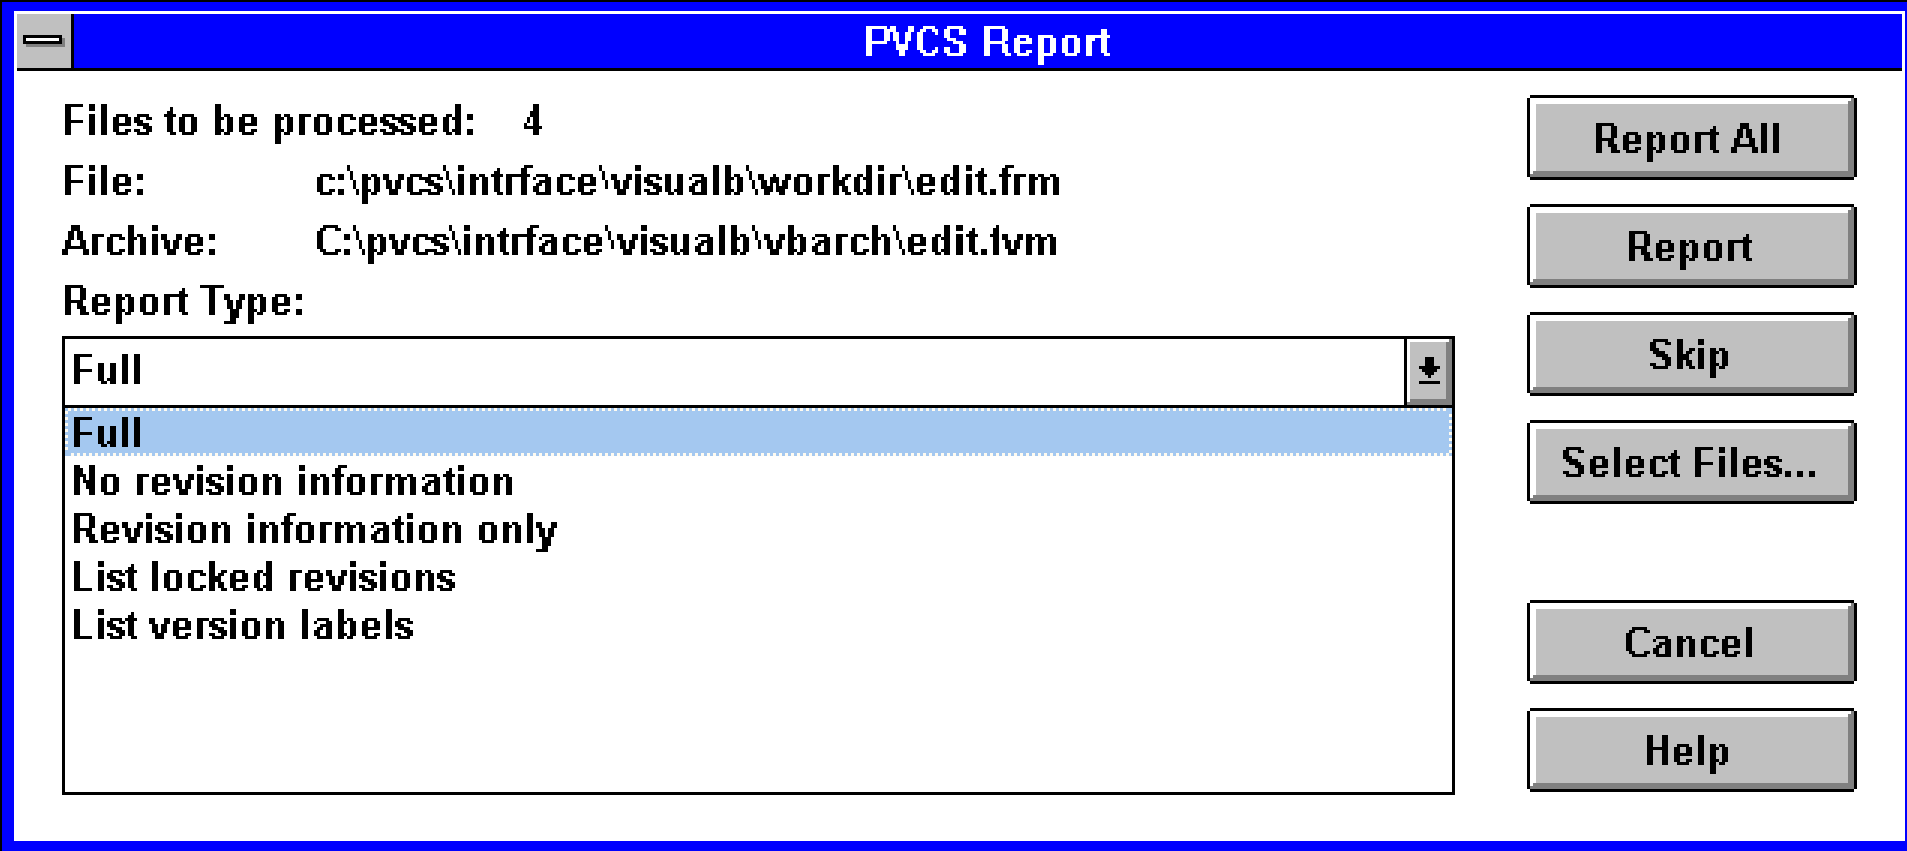 PVCS Report
Files to be processed: 4
File: c:\pvcs\intrface\visualb\workdir\edit.frm
Archive: C:\pvcs\intrface\visualb\vbarch\edit.fvm
Report Type:
Full
Full
No revision information
Revision information only
List locked revisions
List version labels
Report All
Report
Skip
Select Files...
Cancel
Help